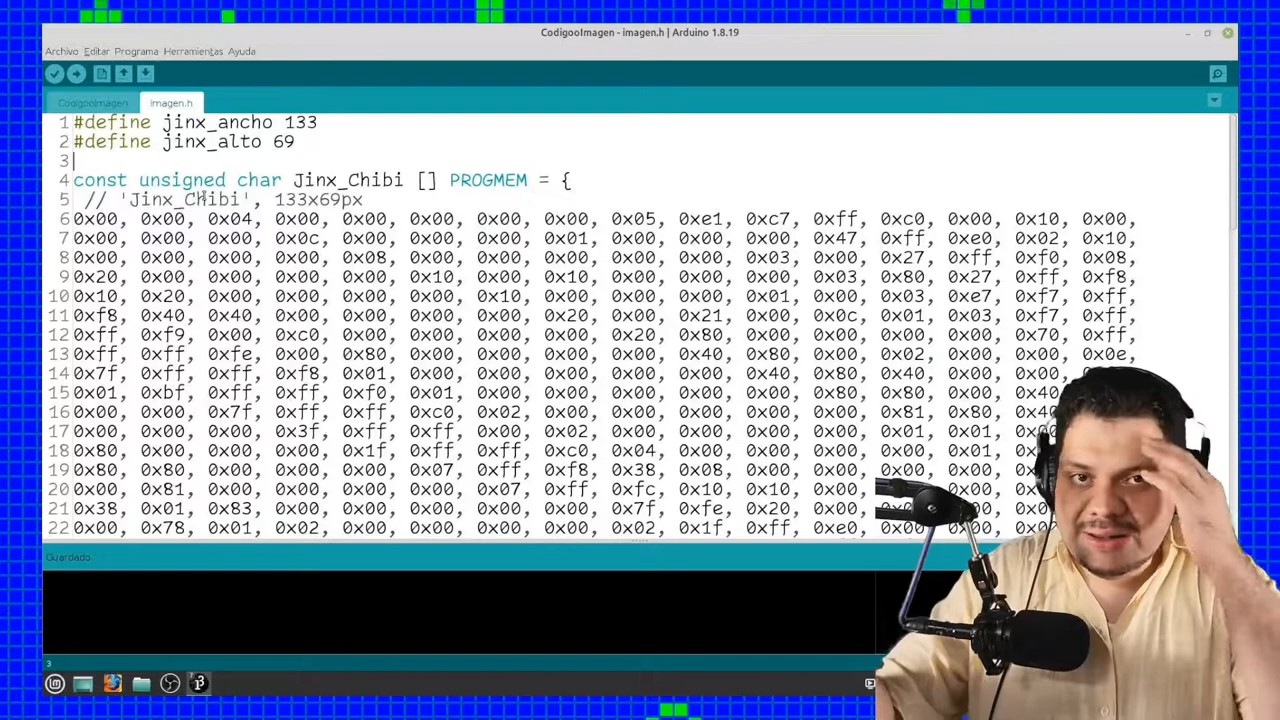 CodigooImagen - imagen.h | Arduino 1.8.19
Archivo Editar Programa Herramientas Ayuda
CodigooImagen imagen.h
1 #define jinx_ancho 133
2 #define jinx_alto 69
3
4 const unsigned char Jinx_Chibi [] PROGMEM = {
5 // 'Jinx_Chibi', 133x69px
6 0x00, 0x00, 0x04, 0x00, 0x00, 0x00, 0x00, 0x00, 0x05, 0xe1, 0xc7, 0xff, 0xc0, 0x00, 0x10, 0x00,
7 0x00, 0x00, 0x00, 0x0c, 0x00, 0x00, 0x00, 0x01, 0x00, 0x00, 0x00, 0x47, 0xff, 0xe0, 0x02, 0x10,
8 0x00, 0x00, 0x00, 0x00, 0x08, 0x00, 0x00, 0x00, 0x00, 0x03, 0x00, 0x27, 0xff, 0xf0, 0x08,
9 0x20, 0x00, 0x00, 0x00, 0x00, 0x10, 0x00, 0x10, 0x00, 0x00, 0x00, 0x03, 0x80, 0x27, 0xff, 0xf8,
10 0x10, 0x20, 0x00, 0x00, 0x00, 0x00, 0x10, 0x00, 0x00, 0x00, 0x01, 0x00, 0x03, 0xe7, 0xf7, 0xff,
11 0xf8, 0x40, 0x40, 0x00, 0x00, 0x00, 0x00, 0x20, 0x00, 0x21, 0x00, 0x0c, 0x01, 0x03, 0xf7, 0xff,
12 0xff, 0xf9, 0x00, 0xc0, 0x00, 0x00, 0x00, 0x00, 0x20, 0x80, 0x00, 0x00, 0x00, 0x00, 0x70, 0xff,
13 0xff, 0xff, 0xfe, 0x00, 0x80, 0x00, 0x00, 0x00, 0x00, 0x40, 0x80, 0x00, 0x02, 0x00, 0x00, 0x0e,
14 0x7f, 0xff, 0xff, 0xf8, 0x01, 0x00, 0x00, 0x00, 0x00, 0x00, 0x40, 0x80, 0x40, 0x00, 0x00, 0x00,
15 0x01, 0xbf, 0xff, 0xff, 0xf0, 0x01, 0x00, 0x00, 0x00, 0x00, 0x00, 0x80, 0x80, 0x00, 0x40
16 0x00, 0x00, 0x7f, 0xff, 0xff, 0xc0, 0x02, 0x00, 0x00, 0x00, 0x00, 0x81, 0x80,
17 0x00, 0x00, 0x00, 0x3f, 0xff, 0xff, 0x00, 0x02, 0x00, 0x00, 0x00, 0x00, 0x01, 0x01,
18 0x80, 0x00, 0x00, 0x00, 0x1f, 0xff, 0xff, 0xc0, 0x04, 0x00, 0x00, 0x00, 0x00, 0x01,
19 0x80, 0x80, 0x00, 0x00, 0x00, 0x07, 0xff, 0xf8, 0x38, 0x08, 0x00, 0x00, 0x00, 0x00,
20 0x00, 0x81, 0x00, 0x00, 0x00, 0x00, 0x07, 0xff, 0xfc, 0x10, 0x10, 0x00,
21 0x38, 0x01, 0x83, 0x00, 0x00, 0x00, 0x00, 0x00, 0x7f, 0xfe, 0x20, 0x00,
22 0x00, 0x78, 0x01, 0x02, 0x00, 0x00, 0x00, 0x00, 0x02, 0x1f, 0xff, 0xe0,
Guardado
3